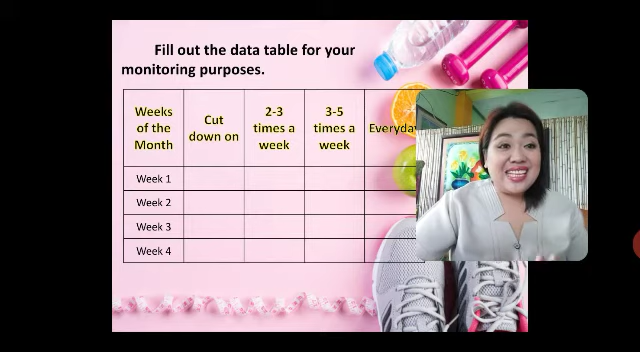 Fill out the data table for your
monitoring purposes.
Weeks of the Month	Cut down on	2-3 times a week	3-5 times a week	Everyday
Week 1
Week 2
Week 3
Week 4